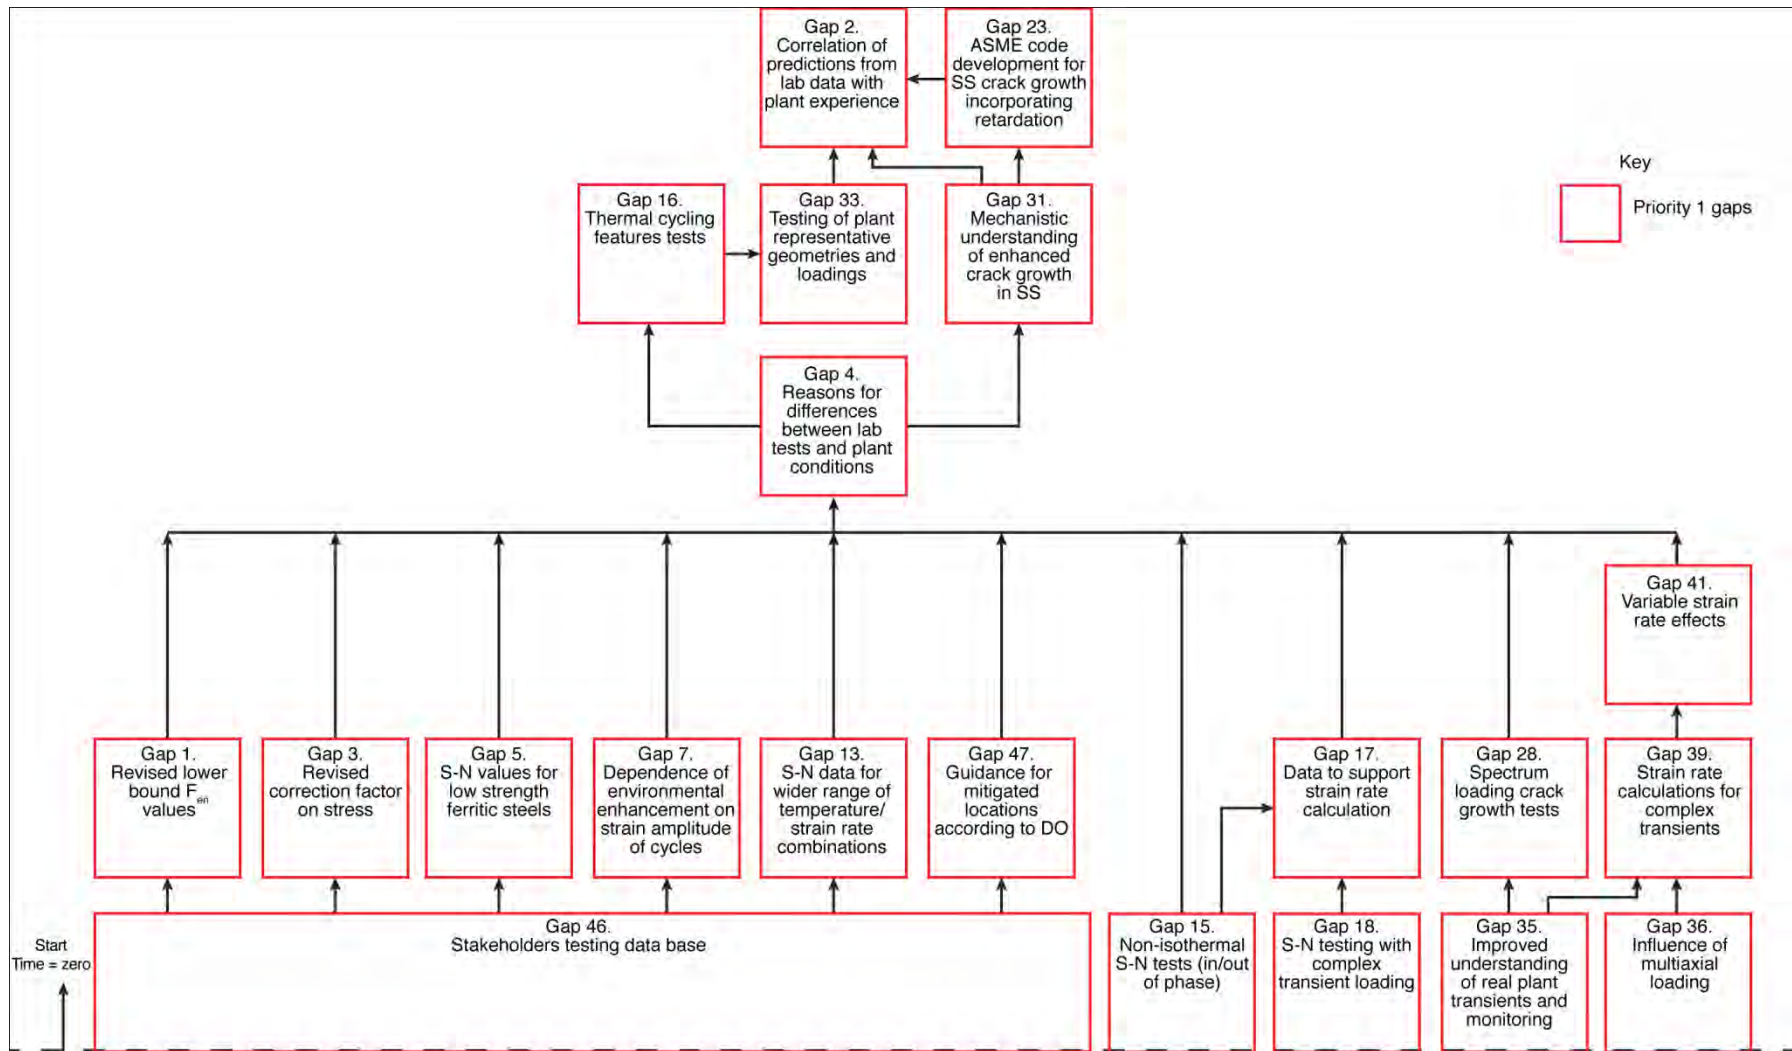 Gap 2.
Correlation of
predictions from
lab data with
plant experience
Gap 23.
ASME code
development for
SS crack growth
incorporating
retardation
Key
Priority 1 gaps
Gap 16.
Thermal cycling
features tests
Gap 33.
Testing of plant
representative
geometries and
loadings
Gap 31.
Mechanistic
understanding
of enhanced
crack growth
in SS
Gap 4.
Reasons for
differences
between lab
tests and plant
conditions
Gap 41.
Variable strain
rate effects
Gap 1.
Revised lower
bound F
values en
Gap 3.
Revised
correction factor
on stress
Gap 5.
S-N values for
low strength
ferritic steels
Gap 7.
Dependence of
environmental
enhancement on
strain amplitude
of cycles
Gap 13.
S-N data for
wider range of
temperature/
strain rate
combinations
Gap 47.
Guidance for
mitigated
locations
according to DO
Gap 17.
Data to support
strain rate
calculation
Gap 28.
Spectrum
loading crack
growth tests
Gap 39.
Strain rate
calculations for
complex
transients
Start
Time = zero
Gap 46.
Stakeholders testing data base
Gap 15.
Non-isothermal
S-N tests (in/out
of phase)
Gap 18.
S-N testing with
complex
transient loading
Gap 35.
Improved
understanding
of real plant
transients and
monitoring
Gap 36.
Influence of
multiaxial
loading